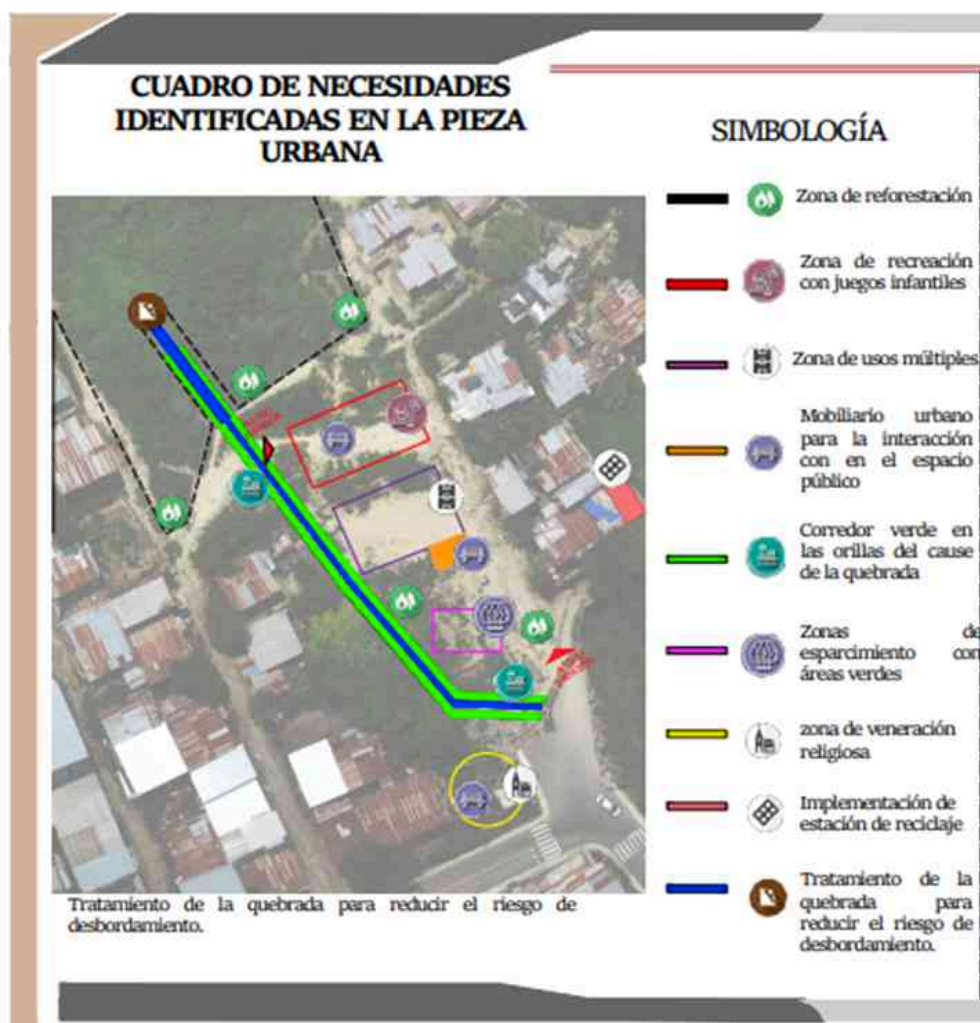 CUADRO DE NECESIDADES
IDENTIFICADAS EN LA PIEZA
URBANA
SIMBOLOGÍA
Zona de reforestación
Zona de recreación
con juegos infantiles
Zona de usos múltiples
Mobiliario urbano
para la interacción
con en el espacio
público
Corredor verde en
las orillas del cause
de la quebrada
Zonas de
esparcimiento con
áreas verdes
zona de veneración
religiosa
Implementación de
estación de reciclaje
Tratamiento de la
quebrada para
reducir el riesgo de
desbordamiento.
Tratamiento de la quebrada para reducir el riesgo de
desbordamiento.